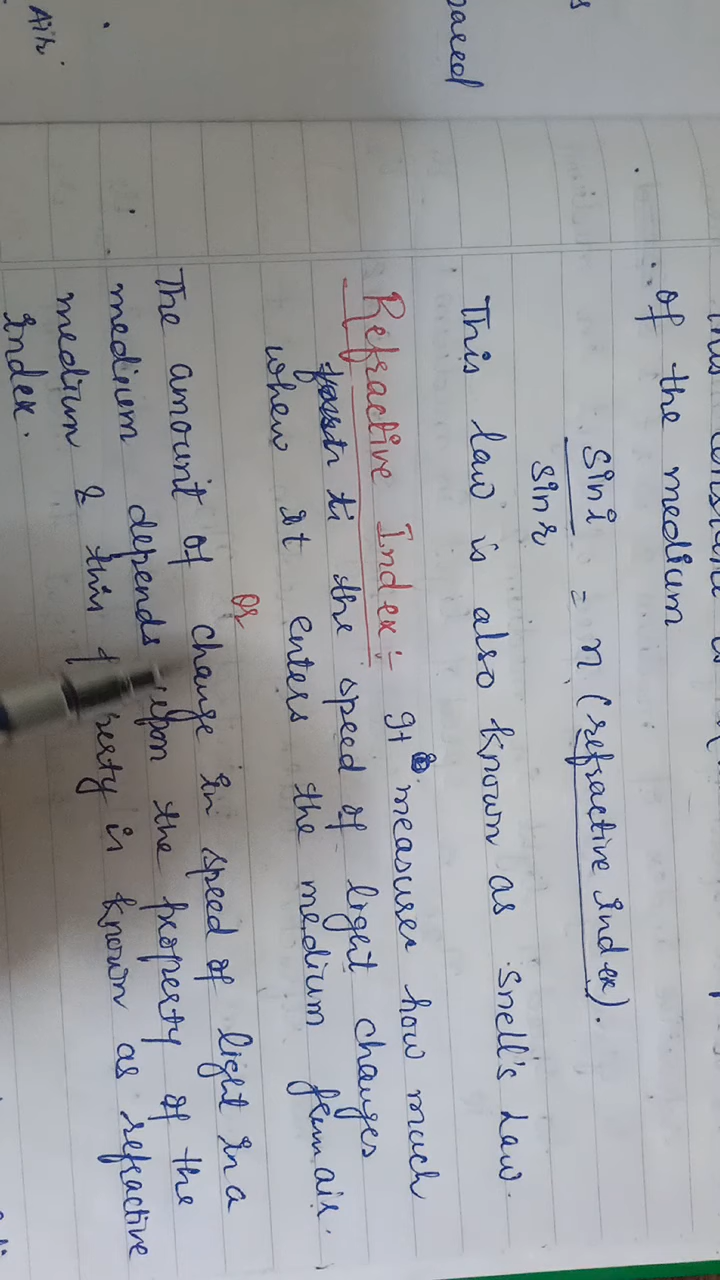 of the medium
sin i
= n (refractive index).
sin r
This law is also known as Snell's Law.
Refractive Index :- It measures how much
the speed of light changes
when it enters the medium from air.
or
The amount of change in speed of light in a
medium depends upon the property of the
medium & this property is known as refractive
index.
Air.